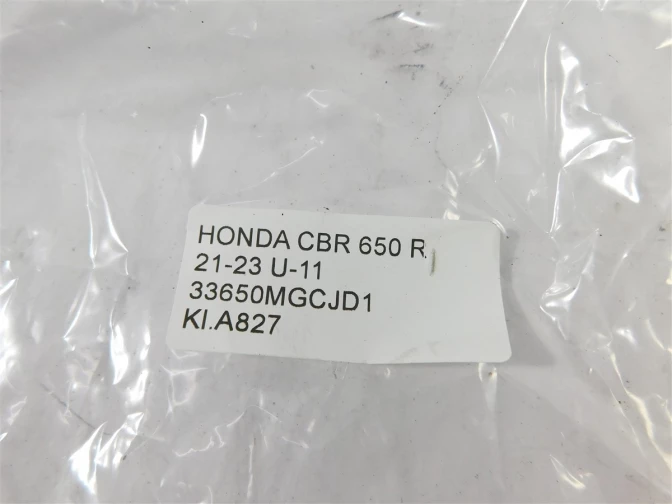 HONDA CBR 650 R
21-23 U-11
33650MGCJD1
KI.A827